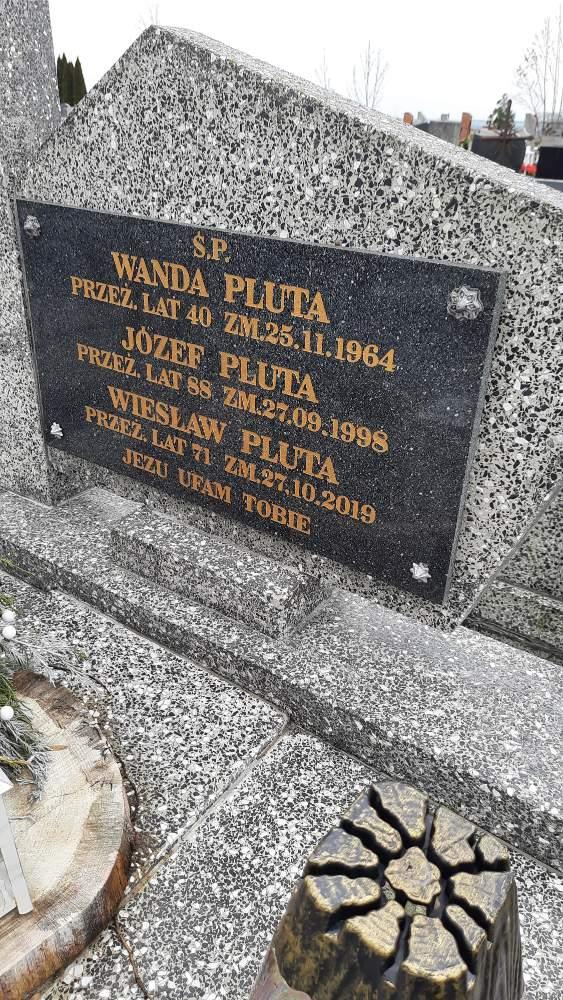 Ś.P.
WANDA PLUTA
PRZEŻ. LAT 40 ZM.25.11.1964
JÓZEF PLUTA
PRZEŻ. LAT 88 ZM.27.09.1998
WIESŁAW PLUTA
PRZEŻ. LAT 71 ZM.27.10.2019
JEZU UFAM TOBIE